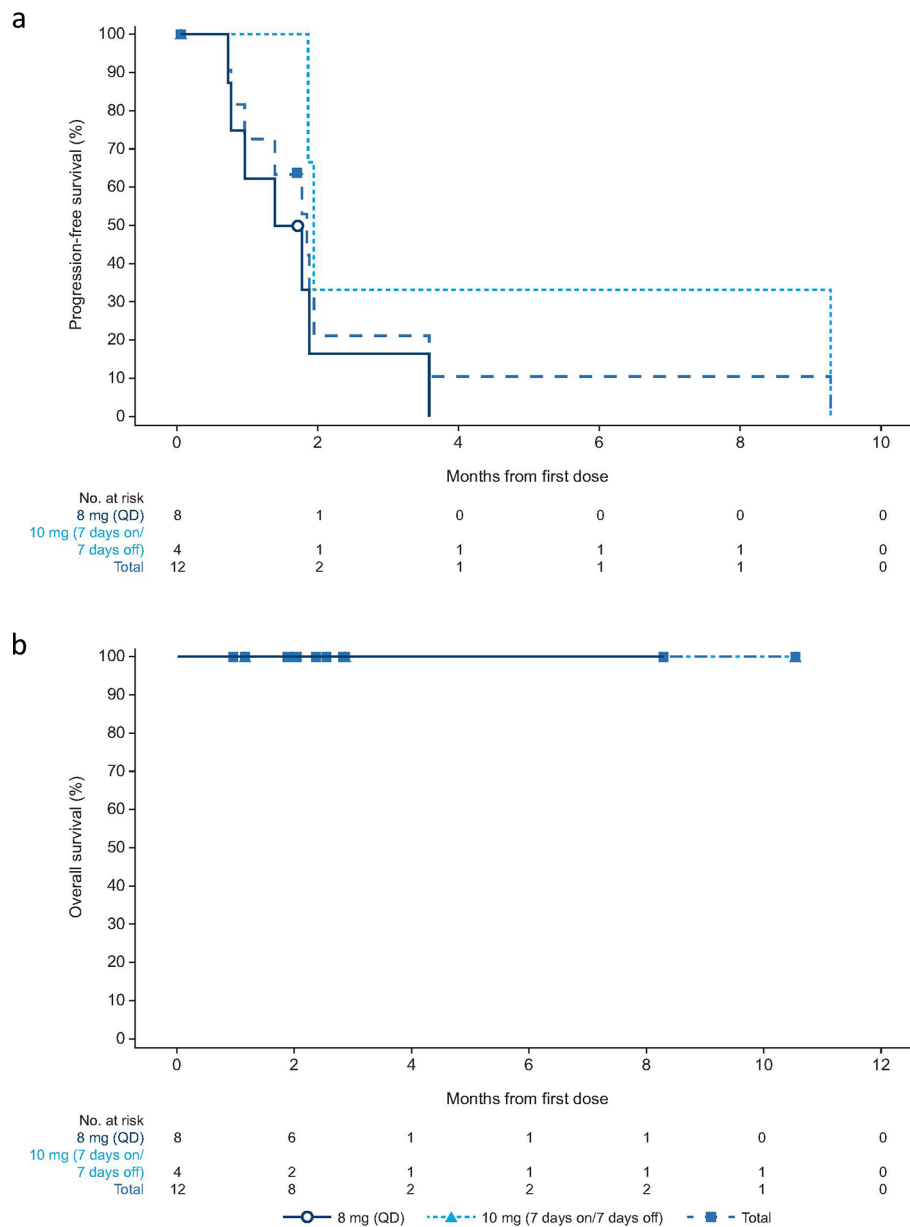 a
Progression-free survival (%)
100
90
80
70
60
50
40
30
20
10
0
0 2 4 6 8 10
Months from first dose
No. at risk
8 mg (QD) 8 1 0 0 0 0
10 mg (7 days on/
7 days off) 4 1 1 1 1 0
Total 12 2 1 1 1 0
b
Overall survival (%)
100
90
80
70
60
50
40
30
20
10
0
0 2 4 6 8 10 12
Months from first dose
No. at risk
8 mg (QD) 8 6 1 1 1 0 0
10 mg (7 days on/
7 days off) 4 2 1 1 1 1 0
Total 12 8 2 2 2 1 0
8 mg (QD) 10 mg (7 days on/7 days off) Total